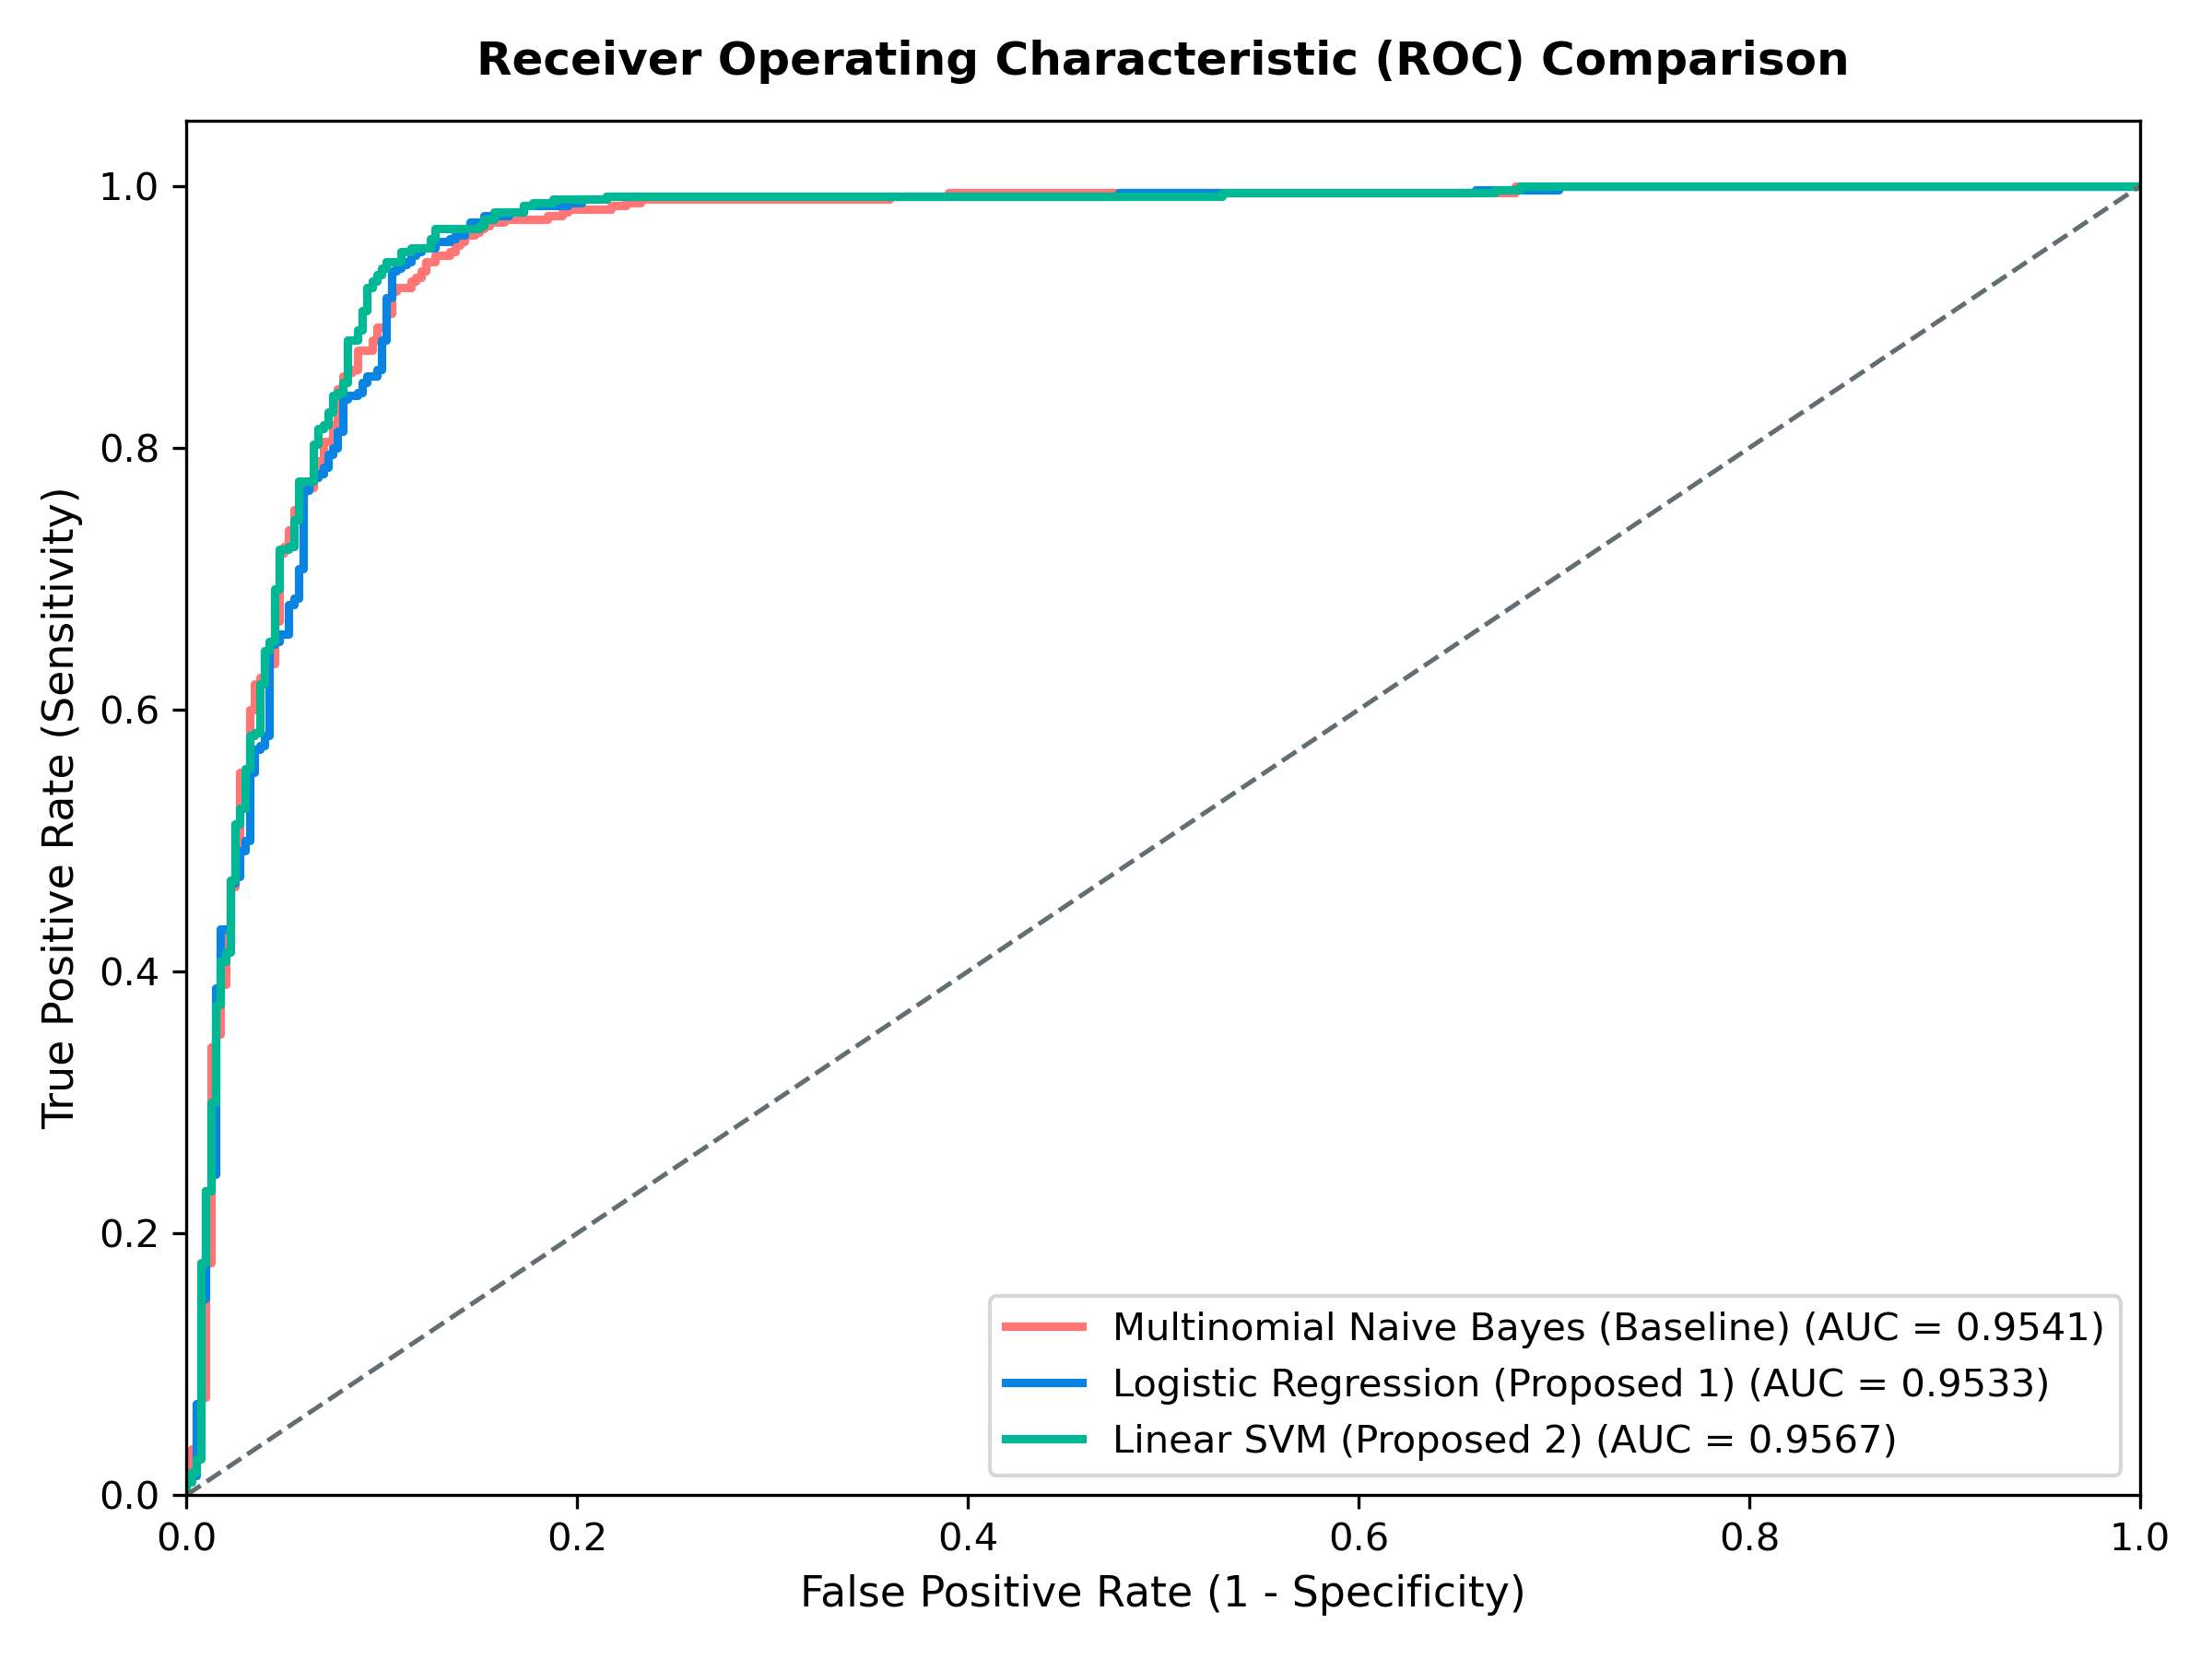 Receiver Operating Characteristic (ROC) Comparison
True Positive Rate (Sensitivity)
1.0
0.8
0.6
0.4
0.2
0.0
Multinomial Naive Bayes (Baseline) (AUC = 0.9541)
Logistic Regression (Proposed 1) (AUC = 0.9533)
Linear SVM (Proposed 2) (AUC = 0.9567)
0.0 0.2 0.4 0.6 0.8 1.0
False Positive Rate (1 - Specificity)